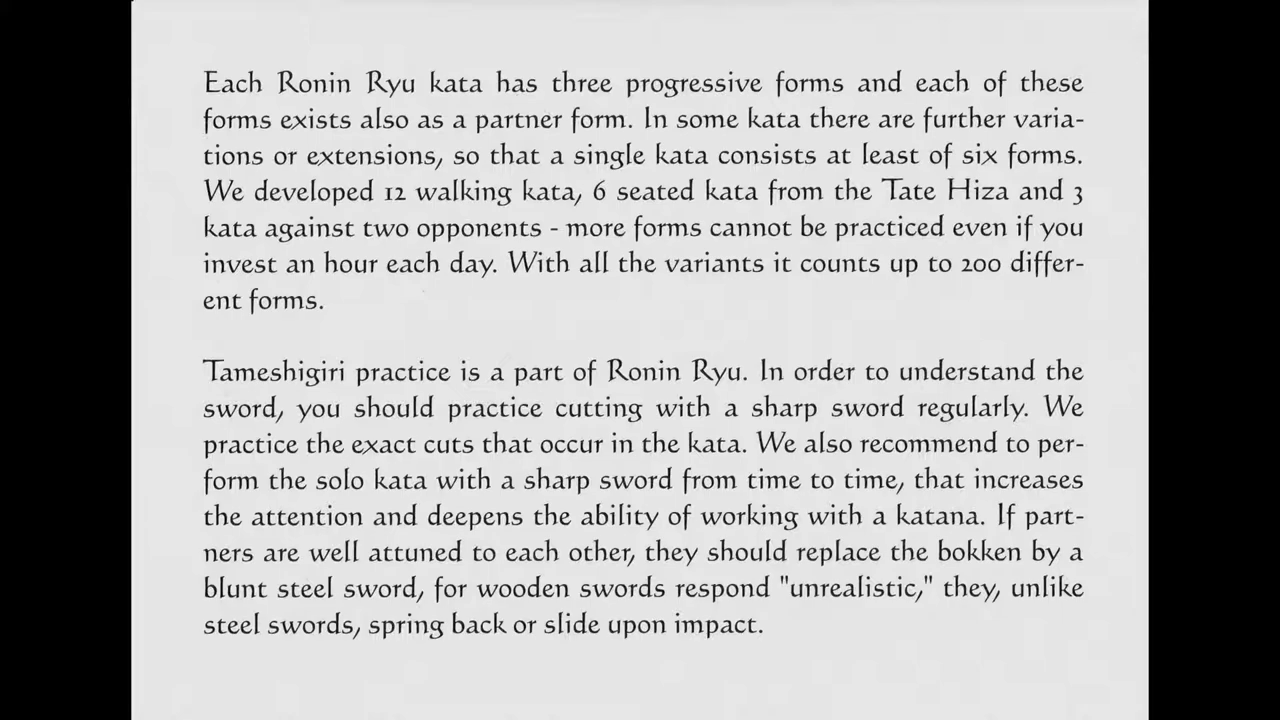 Each Ronin Ryu kata has three progressive forms and each of these
forms exists also as a partner form. In some kata there are further varia-
tions or extensions, so that a single kata consists at least of six forms.
We developed 12 walking kata, 6 seated kata from the Tate Hiza and 3
kata against two opponents - more forms cannot be practiced even if you
invest an hour each day. With all the variants it counts up to 200 differ-
ent forms.
Tameshigiri practice is a part of Ronin Ryu. In order to understand the
sword, you should practice cutting with a sharp sword regularly. We
practice the exact cuts that occur in the kata. We also recommend to per-
form the solo kata with a sharp sword from time to time, that increases
the attention and deepens the ability of working with a katana. If part-
ners are well attuned to each other, they should replace the bokken by a
blunt steel sword, for wooden swords respond "unrealistic," they, unlike
steel swords, spring back or slide upon impact.